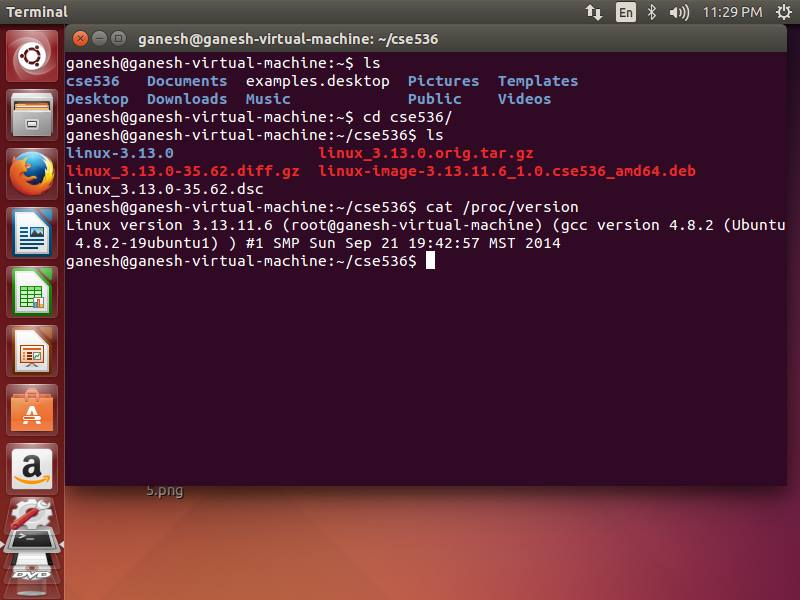 Terminal
En
11:29 PM
ganesh@ganesh-virtual-machine: ~/cse536
ganesh@ganesh-virtual-machine:~$ ls
cse536 Documents examples.desktop Pictures Templates
Desktop Downloads Music Public Videos
ganesh@ganesh-virtual-machine:~$ cd cse536/
ganesh@ganesh-virtual-machine:~/cse536$ ls
linux-3.13.0 linux_3.13.0.orig.tar.gz
linux_3.13.0-35.62.diff.gz linux-image-3.13.11.6_1.0.cse536_amd64.deb
linux_3.13.0-35.62.dsc
ganesh@ganesh-virtual-machine:~/cse536$ cat /proc/version
Linux version 3.13.11.6 (root@ganesh-virtual-machine) (gcc version 4.8.2 (Ubuntu
4.8.2-19ubuntu1) ) #1 SMP Sun Sep 21 19:42:57 MST 2014
ganesh@ganesh-virtual-machine:~/cse536$
A
a
5.png
>_
DVD